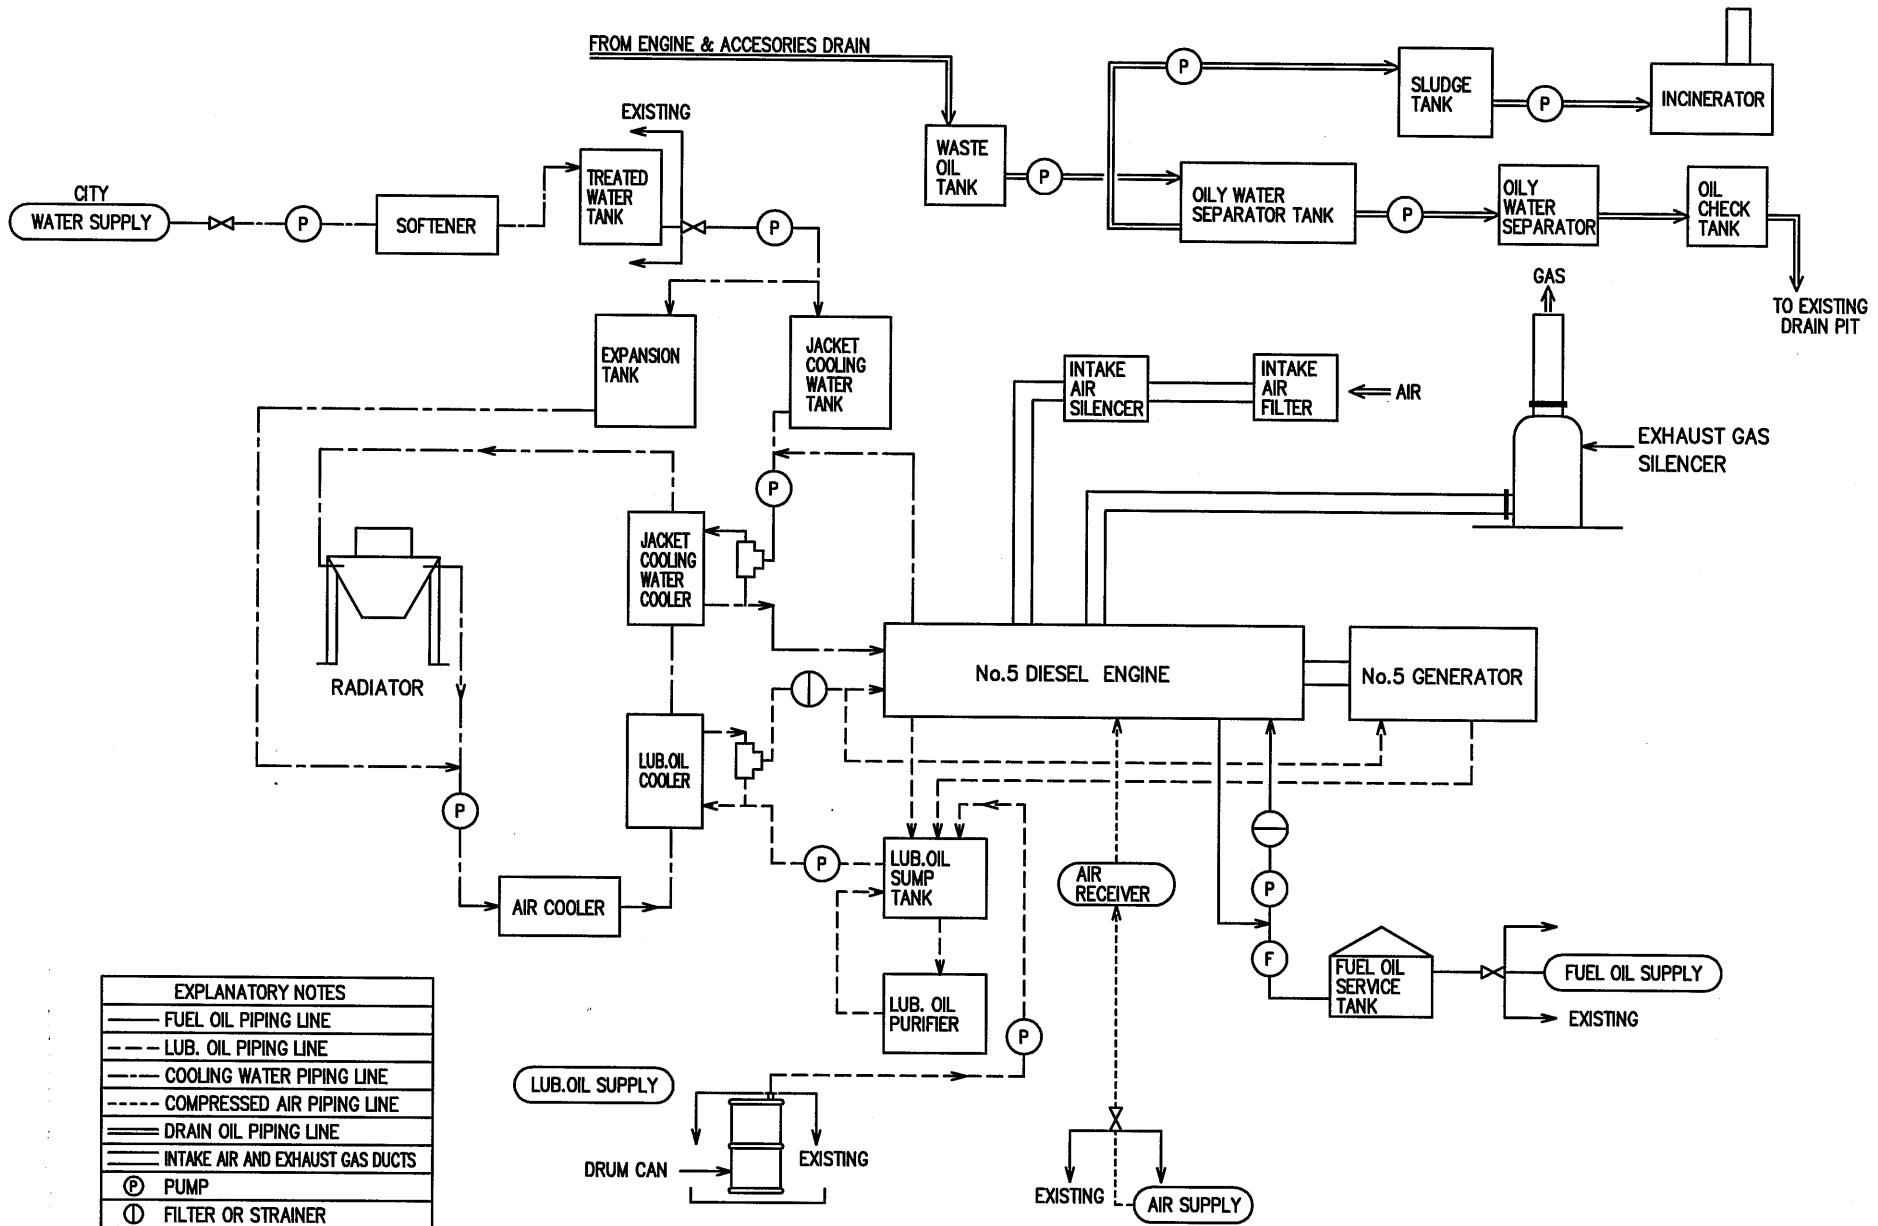 FROM ENGINE & ACCESORIES DRAIN
P
SLUDGE
TANK
P
INCINERATOR
EXISTING
WASTE
OIL
TANK
P
OILY WATER
SEPARATOR TANK
P
OILY
WATER
SEPARATOR
OIL
CHECK
TANK
TO EXISTING
DRAIN PIT
CITY
WATER SUPPLY
P
SOFTENER
TREATED
WATER
TANK
P
EXPANSION
TANK
JACKET
COOLING
WATER
TANK
INTAKE
AIR
SILENCER
INTAKE
AIR
FILTER
AIR
GAS
EXHAUST GAS
SILENCER
P
JACKET
COOLING
WATER
COOLER
RADIATOR
No.5 DIESEL ENGINE
No.5 GENERATOR
LUB.OIL
COOLER
P
AIR COOLER
P
LUB.OIL
SUMP
TANK
AIR
RECEIVER
P
F
FUEL OIL
SERVICE
TANK
FUEL OIL SUPPLY
EXISTING
LUB. OIL
PURIFIER
P
LUB.OIL SUPPLY
DRUM CAN
EXISTING
EXISTING
AIR SUPPLY
EXPLANATORY NOTES
FUEL OIL PIPING LINE
LUB. OIL PIPING LINE
COOLING WATER PIPING LINE
COMPRESSED AIR PIPING LINE
DRAIN OIL PIPING LINE
INTAKE AIR AND EXHAUST GAS DUCTS
P PUMP
FILTER OR STRAINER